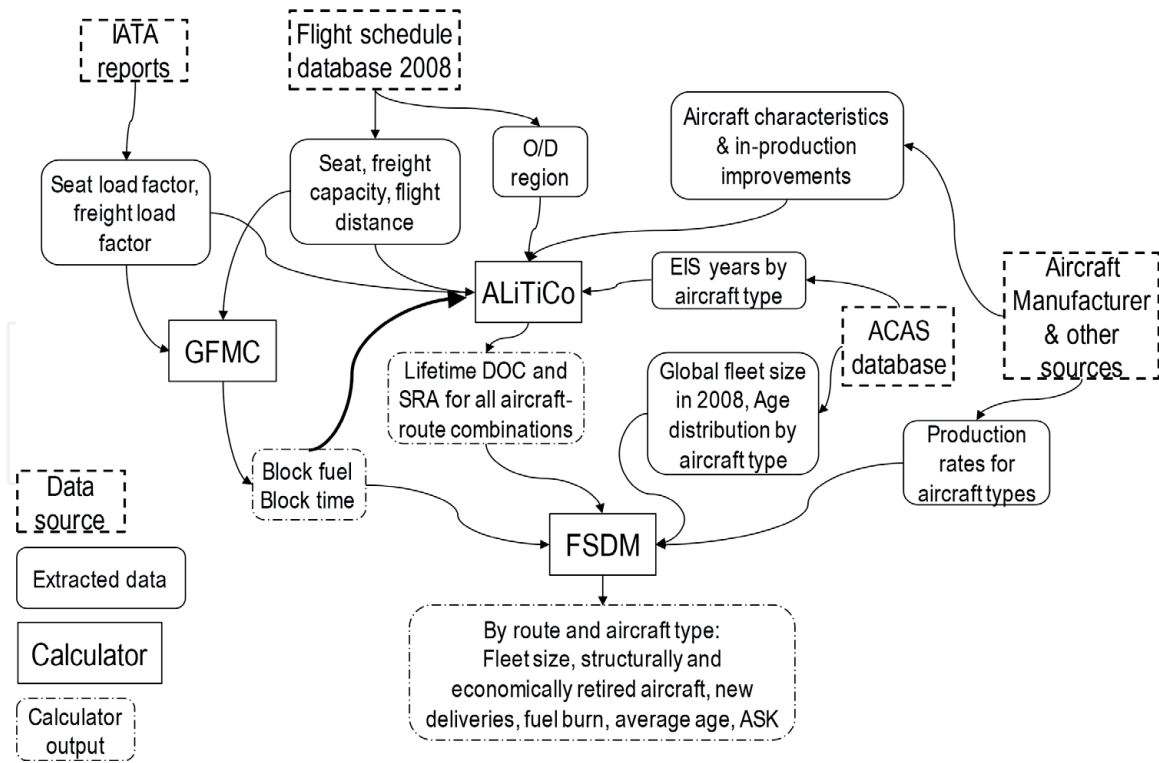 IATA
reports
Flight schedule
database 2008
Aircraft characteristics
& in-production
improvements
O/D
region
Seat load factor,
freight load
factor
Seat, freight
capacity, flight
distance
ALiTiCo
EIS years by
aircraft type
Aircraft
Manufacturer
& other
sources
GFMC
ACAS
database
Lifetime DOC and
SRA for all aircraft-
route combinations
Global fleet size
in 2008, Age
distribution by
aircraft type
Production
rates for
aircraft types
Block fuel
Block time
FSDM
By route and aircraft type:
Fleet size, structurally and
economically retired aircraft, new
deliveries, fuel burn, average age, ASK
Data
source
Extracted data
Calculator
Calculator
output